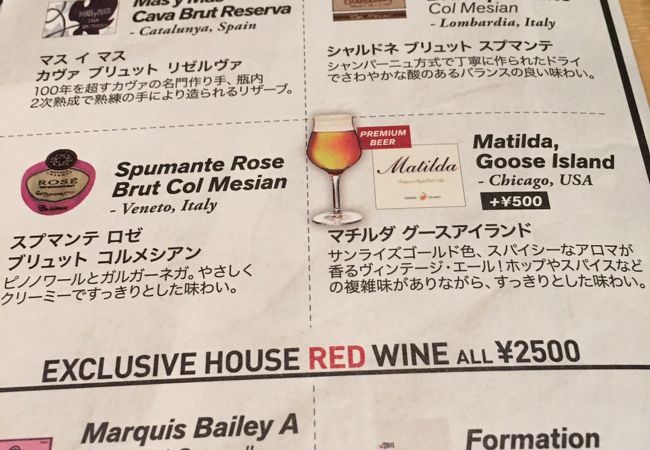 Mas y Mas
Cava Brut Reserva
- Catalunya, Spain
マス イ マス
カヴァ ブリュット リゼルヴァ
100年を超すカヴァの名門作り手、瓶内
2次熟成で熟練の手により造られるリザーブ。
Col Mesian
- Lombardia, Italy
シャルドネ ブリュット スプマンテ
シャンパーニュ方式で丁寧に作られたドライ
でさわやかな酸のあるバランスの良い味わい。
ROSÉ
Spumante Rose
Brut Col Mesian
- Veneto, Italy
スプマンテ ロゼ
ブリュット コルメシアン
ピノノワールとガルガーネガ。やさしく
クリーミーですっきりとした味わい。
PREMIUM
BEER
Matilda
Matilda,
Goose Island
- Chicago, USA
+¥500
マチルダ グースアイランド
サンライズゴールド色、スパイシーなアロマが
香るヴィンテージ・エール！ホップやスパイスなど
の複雑味がありながら、すっきりとした味わい。
EXCLUSIVE HOUSE RED WINE ALL ¥2500
Marquis Bailey A
Formation